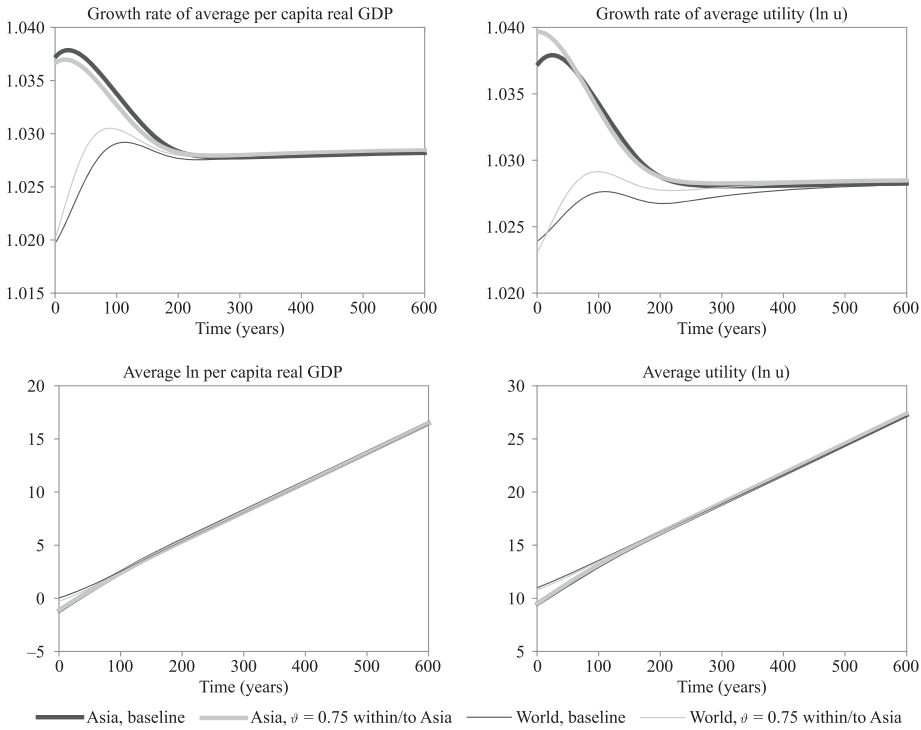 Growth rate of average per capita real GDP
1.040
1.035
1.030
1.025
1.020
1.015
0 100 200 300 400 500 600
Time (years)
Growth rate of average utility (ln u)
1.040
1.035
1.030
1.025
1.020
0 100 200 300 400 500 600
Time (years)
Average ln per capita real GDP
20
15
10
5
0
–5
0 100 200 300 400 500 600
Time (years)
Average utility (ln u)
30
25
20
15
10
5
0 100 200 300 400 500 600
Time (years)
Asia, baseline Asia, ϑ = 0.75 within/to Asia World, baseline World, ϑ = 0.75 within/to Asia